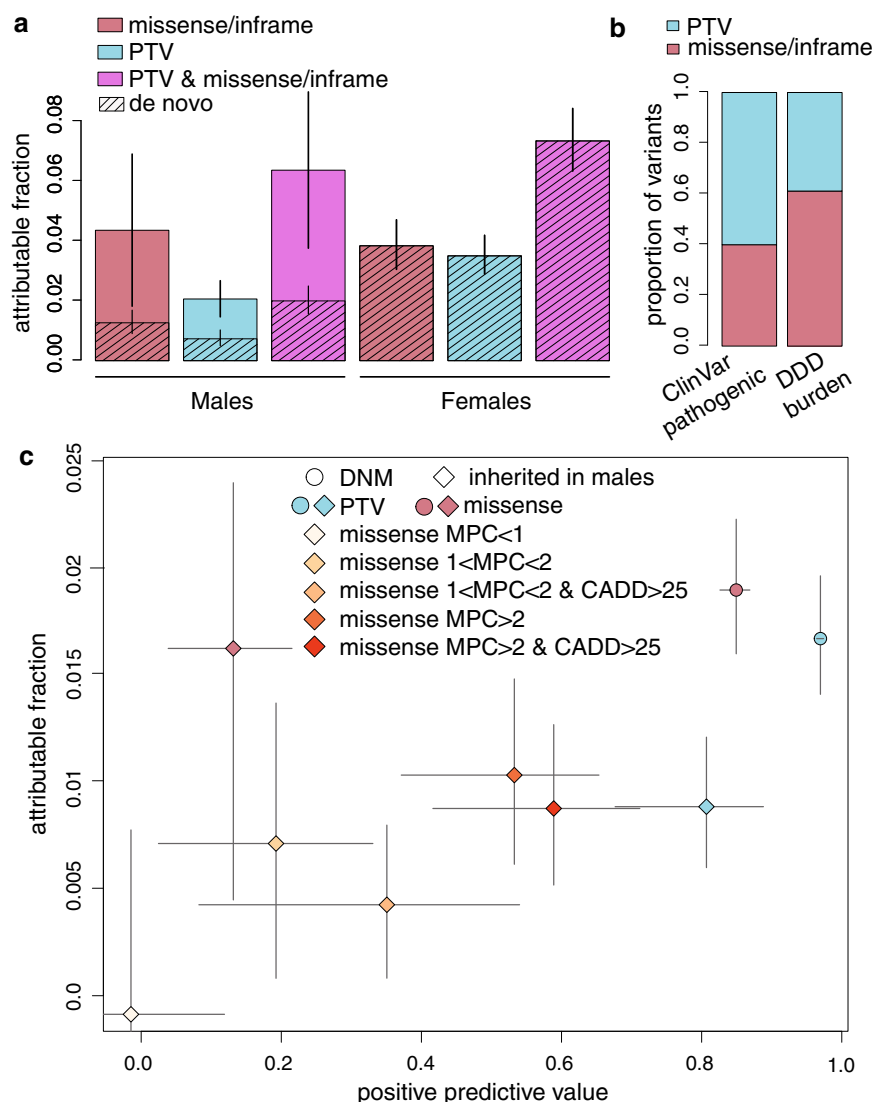 a
missense/inframe
PTV
PTV & missense/inframe
de novo
attributable fraction
0.00
0.02
0.04
0.06
0.08
Males
Females
b
PTV
missense/inframe
proportion of variants
0.0
0.2
0.4
0.6
0.8
1.0
ClinVar
pathogenic
DDD
burden
c
DNM
inherited in males
PTV
missense
missense MPC<1
missense 1<MPC<2
missense 1<MPC<2 & CADD>25
missense MPC>2
missense MPC>2 & CADD>25
attributable fraction
0.025
0.02
0.015
0.01
0.005
0.0
0.0
0.2
0.4
0.6
0.8
1.0
positive predictive value